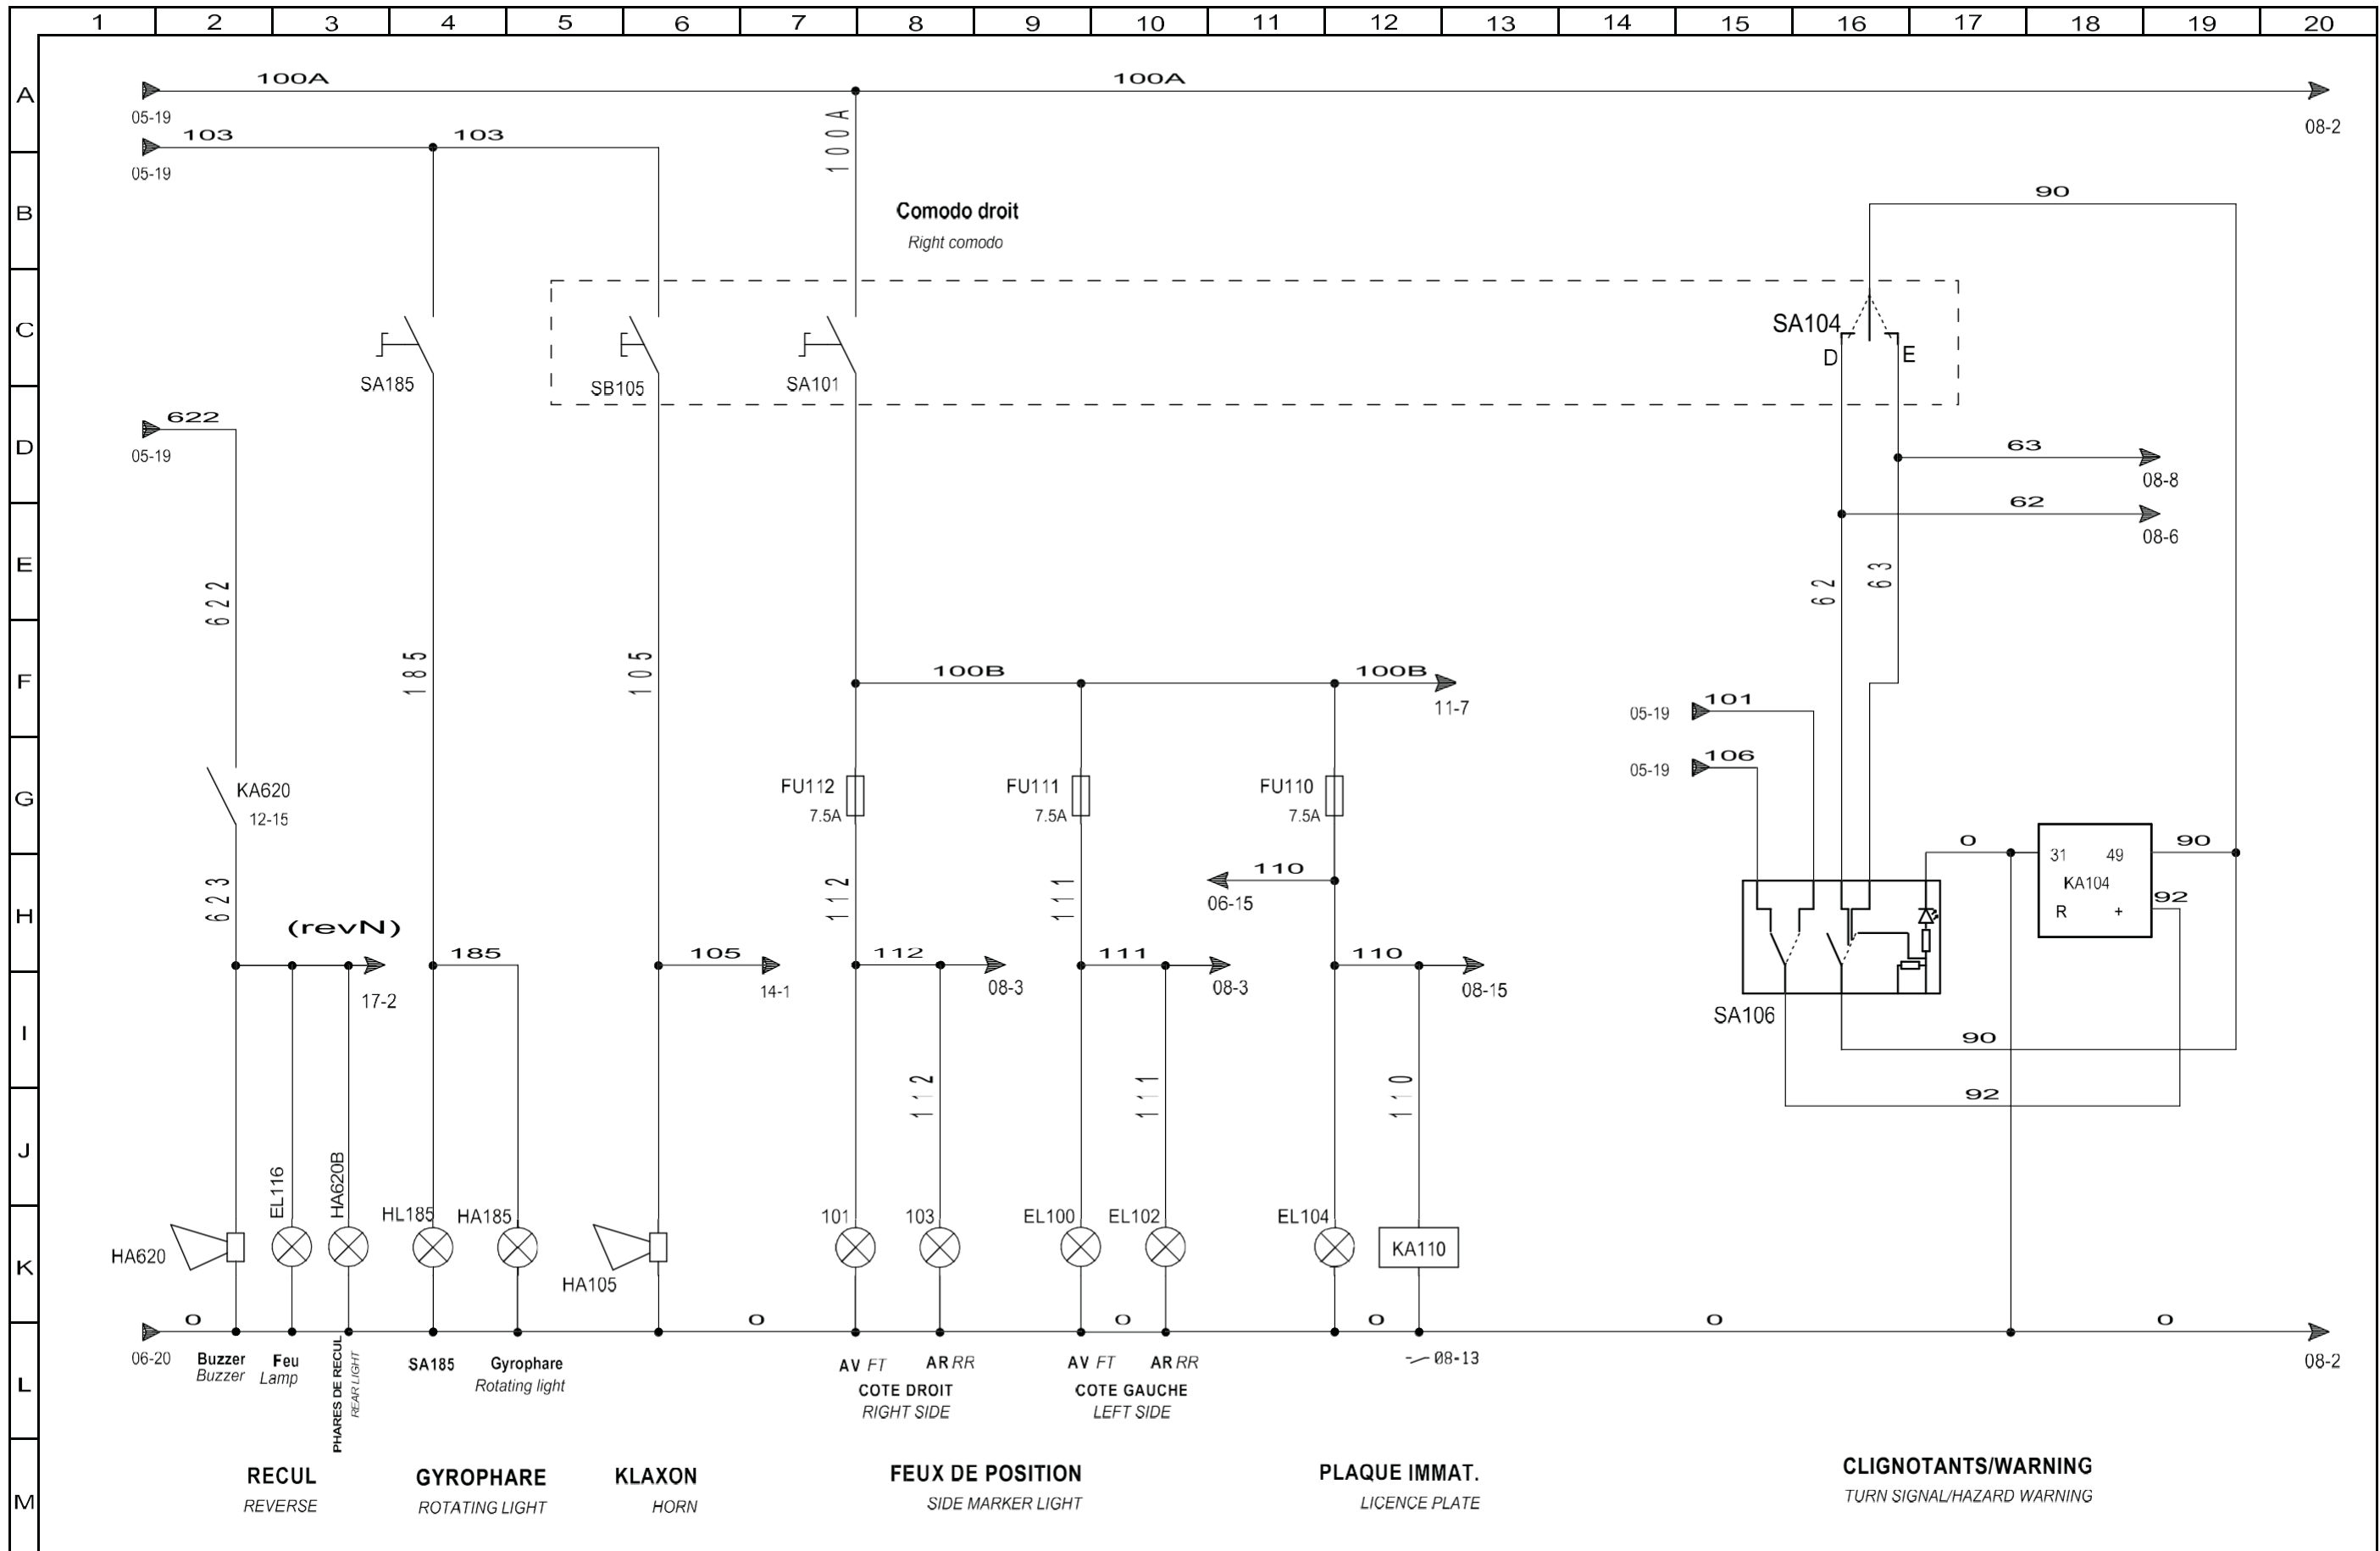 1 2 3 4 5 6 7 8 9 10 11 12 13 14 15 16 17 18 19 20
A
100A 100A
05-19
08-2
103 103
100A
05-19
B
90
Comodo droit
Right comodo
C
SA104
D E
SA185
SB105
SA101
622
D
05-19
63
08-8
62
08-6
E
622
62
63
F
185
105
100B 100B
11-7
101
05-19
106
05-19
G
KA620
12-15
FU112
7.5A
FU111
7.5A
FU110
7.5A
0
31 49
90
KA104
R +
92
H
623
(revN)
112
111
110
06-15
185
105
112
111
110
17-2
14-1
08-3
08-3
08-15
SA106
I
90
92
112
111
110
J
EL116
HA620B
HL185 HA185
101 103
EL100 EL102
EL104
K
HA620
HA105
KA110
0 0 0 0 0 0
06-20
08-2
L
Buzzer
Buzzer
Feu
Lamp
PHARES DE RECUL
REAR LIGHT
SA185
Gyrophare
Rotating light
AV FT AR RR
COTE DROIT
RIGHT SIDE
AV FT AR RR
COTE GAUCHE
LEFT SIDE
08-13
M
RECUL
REVERSE
GYROPHARE
ROTATING LIGHT
KLAXON
HORN
FEUX DE POSITION
SIDE MARKER LIGHT
PLAQUE IMMAT.
LICENCE PLATE
CLIGNOTANTS/WARNING
TURN SIGNAL/HAZARD WARNING